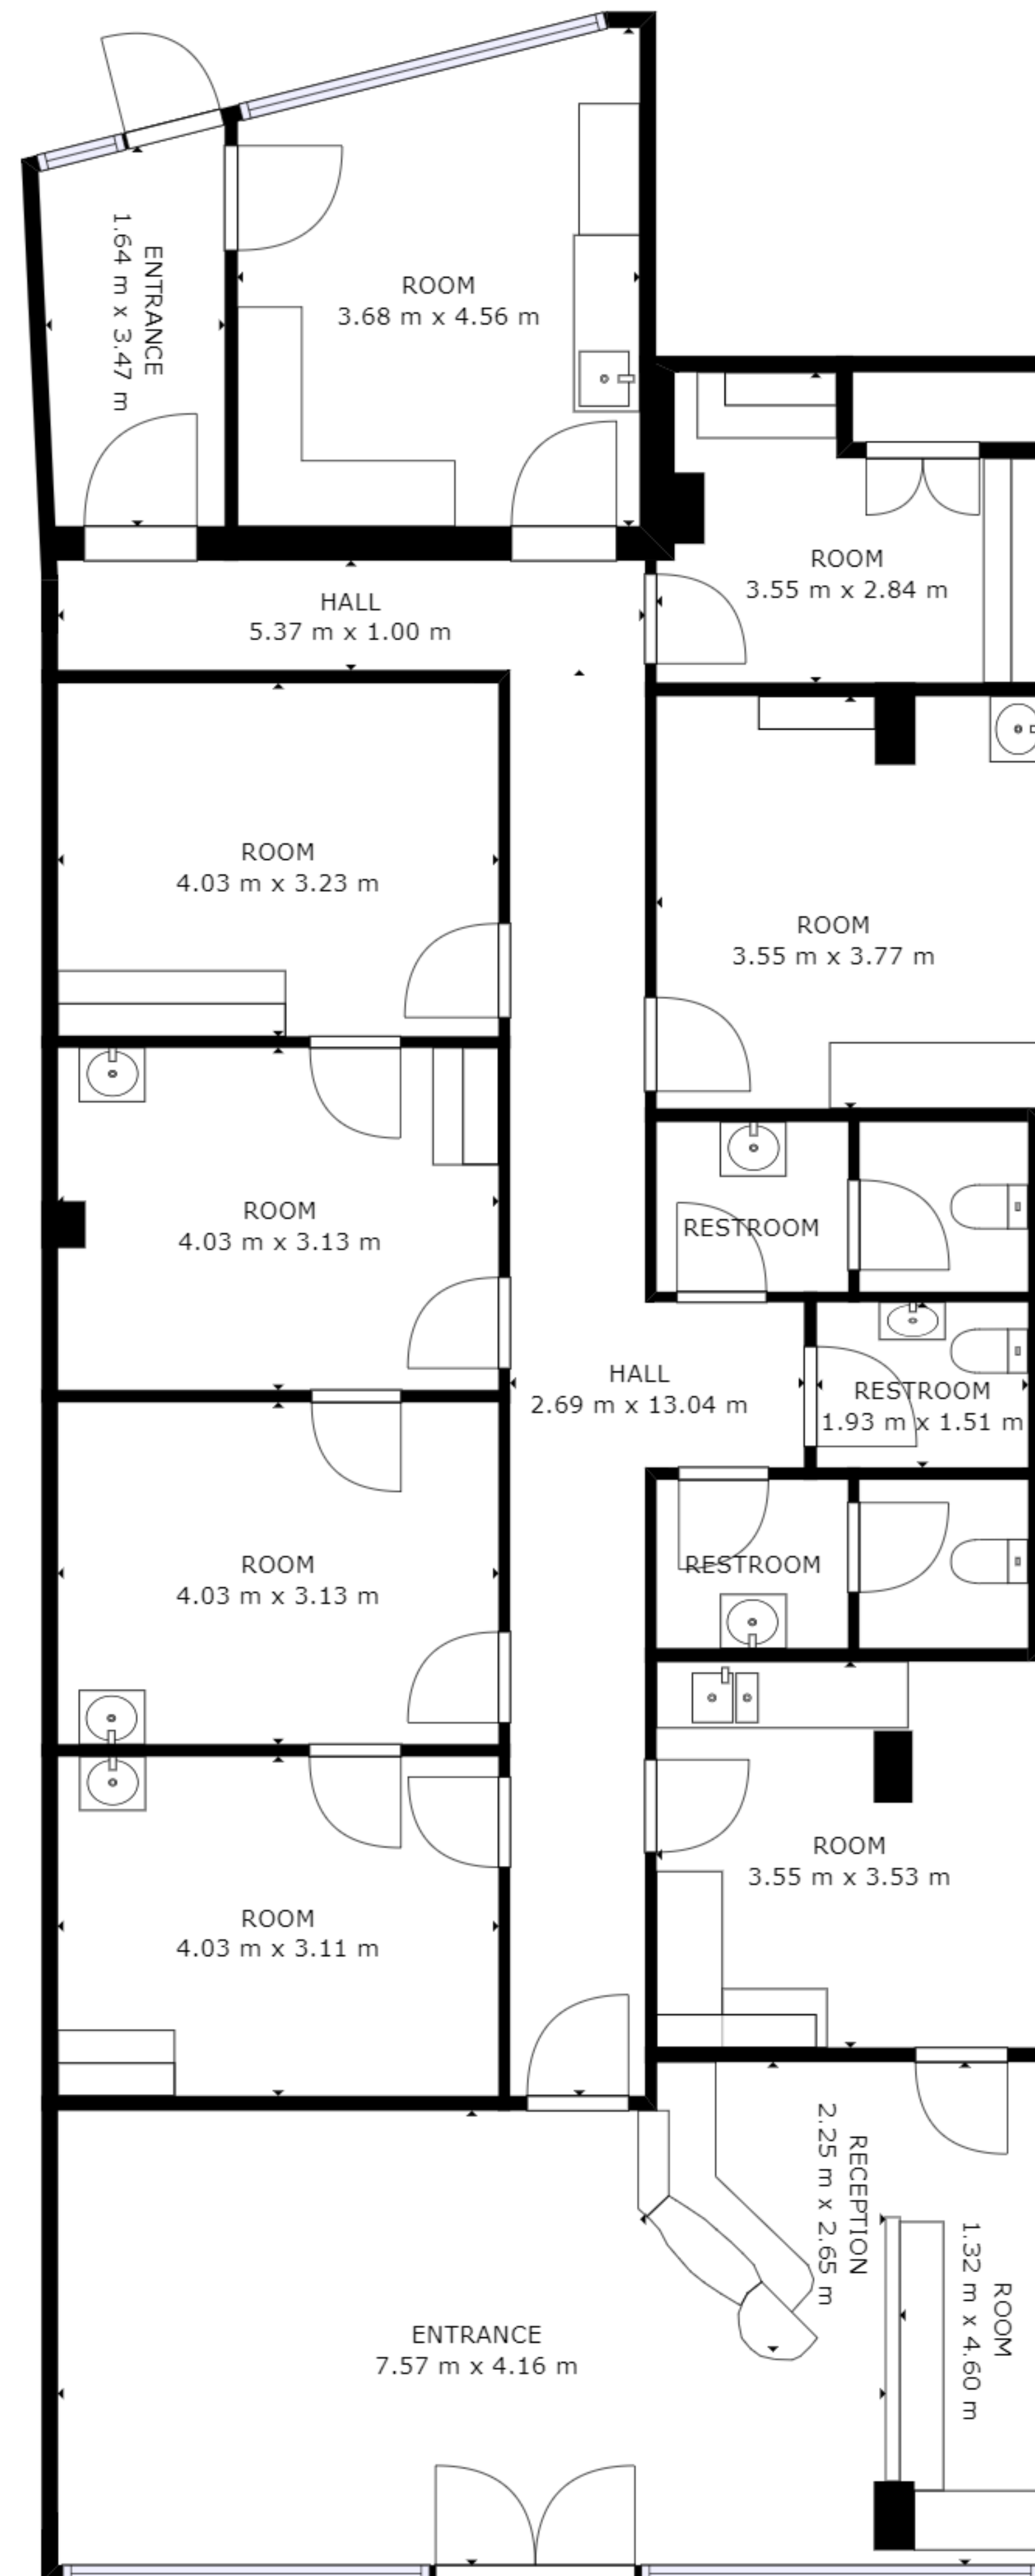 ENTRANCE
1.64 m x 3.47 m
ROOM
3.68 m x 4.56 m
ROOM
3.55 m x 2.84 m
HALL
5.37 m x 1.00 m
ROOM
4.03 m x 3.23 m
ROOM
3.55 m x 3.77 m
ROOM
4.03 m x 3.13 m
RESTROOM
HALL
2.69 m x 13.04 m
RESTROOM
1.93 m x 1.51 m
ROOM
4.03 m x 3.13 m
RESTROOM
ROOM
3.55 m x 3.53 m
ROOM
4.03 m x 3.11 m
RECEPTION
2.25 m x 2.65 m
ROOM
1.32 m x 4.60 m
ENTRANCE
7.57 m x 4.16 m